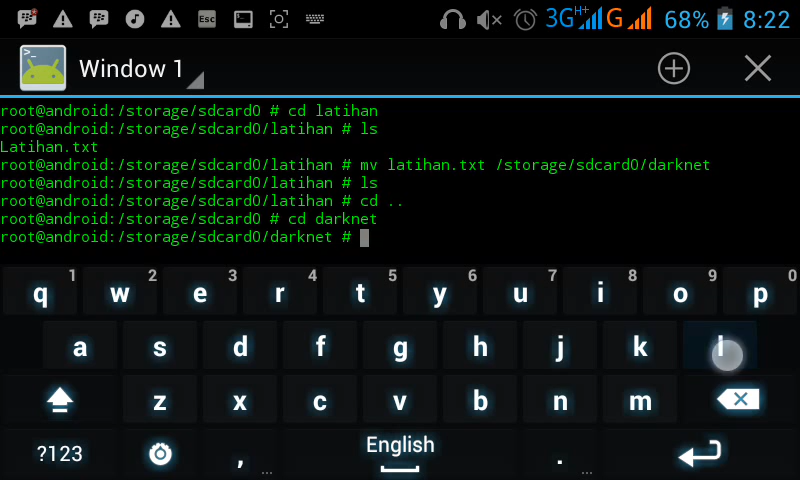 Esc 3G H+ G 68% 8:22
Window 1
root@android:/storage/sdcard0 # cd latihan
root@android:/storage/sdcard0/latihan # ls
Latihan.txt
root@android:/storage/sdcard0/latihan # mv latihan.txt /storage/sdcard0/darknet
root@android:/storage/sdcard0/latihan # ls
root@android:/storage/sdcard0/latihan # cd ..
root@android:/storage/sdcard0 # cd darknet
root@android:/storage/sdcard0/darknet #
1 2 3 4 5 6 7 8 9 0
q w e r t y u i o p
a s d f g h j k l
z x c v b n m
?123 , ... English . ...